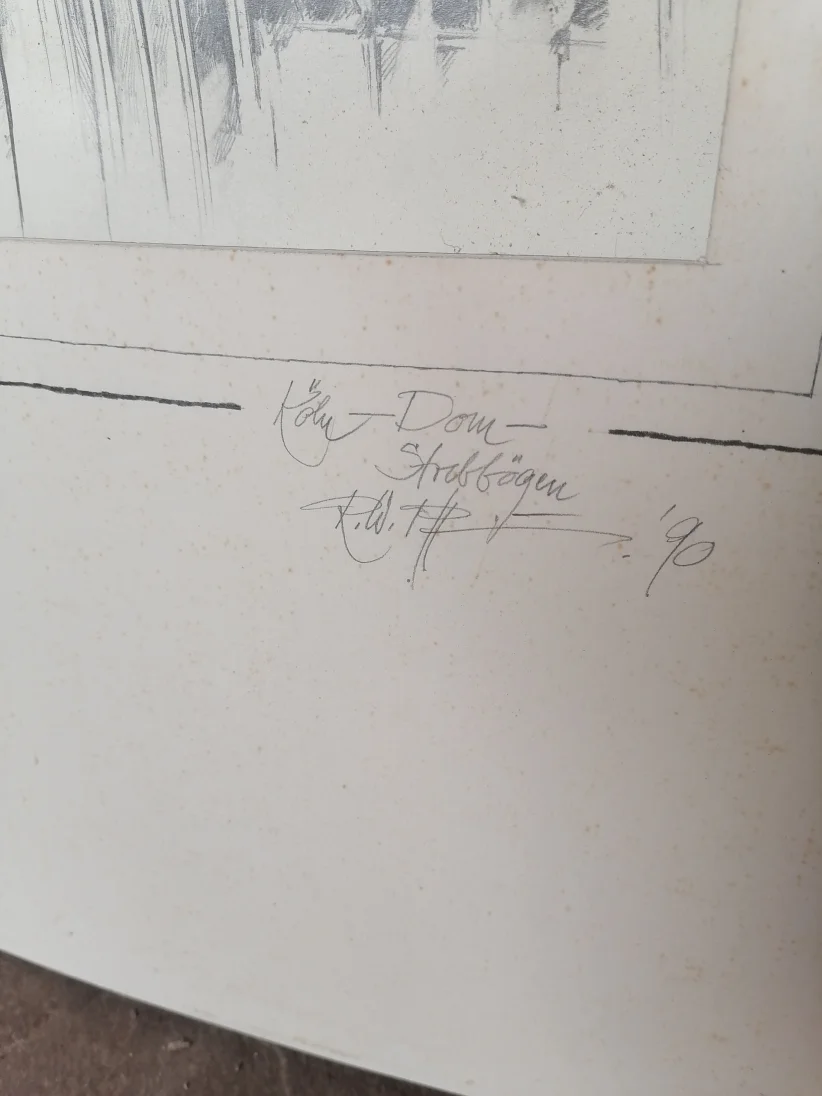 Köln – Dom –
Strebbögen
R.W. '90